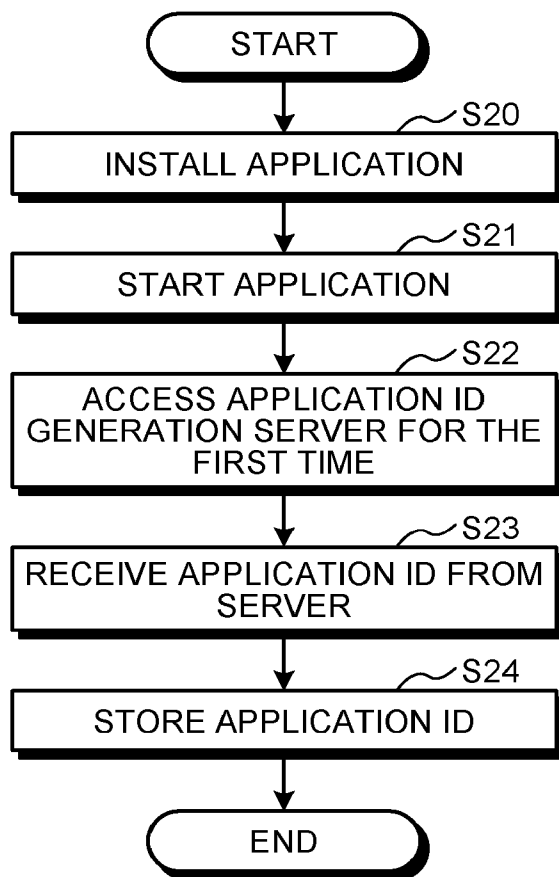 START
S20
INSTALL APPLICATION
S21
START APPLICATION
S22
ACCESS APPLICATION ID
GENERATION SERVER FOR THE
FIRST TIME
S23
RECEIVE APPLICATION ID FROM
SERVER
S24
STORE APPLICATION ID
END